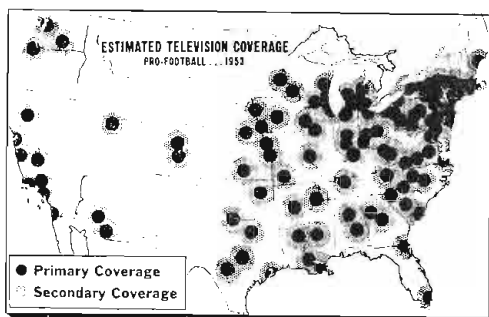 ESTIMATED TELEVISION COVERAGE
PRO-FOOTBALL...1953
Primary Coverage
Secondary Coverage